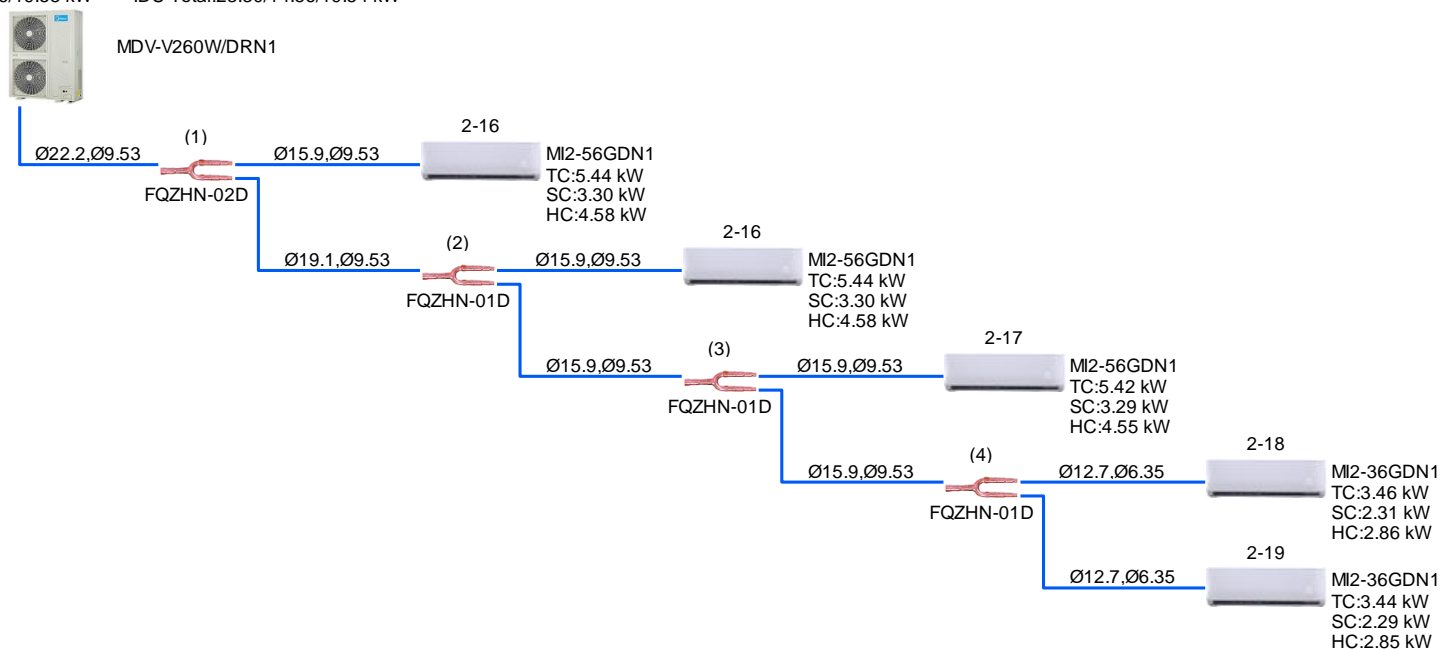 MDV-V260W/DRN1
(1)
2-16
Ø22.2,Ø9.53
Ø15.9,Ø9.53
MI2-56GDN1
TC:5.44 kW
SC:3.30 kW
HC:4.58 kW
FQZHN-02D
(2)
2-16
Ø19.1,Ø9.53
Ø15.9,Ø9.53
MI2-56GDN1
TC:5.44 kW
SC:3.30 kW
HC:4.58 kW
FQZHN-01D
(3)
2-17
Ø15.9,Ø9.53
Ø15.9,Ø9.53
MI2-56GDN1
TC:5.42 kW
SC:3.29 kW
HC:4.55 kW
FQZHN-01D
(4)
2-18
Ø15.9,Ø9.53
Ø12.7,Ø6.35
MI2-36GDN1
TC:3.46 kW
SC:2.31 kW
HC:2.86 kW
FQZHN-01D
2-19
Ø12.7,Ø6.35
MI2-36GDN1
TC:3.44 kW
SC:2.29 kW
HC:2.85 kW